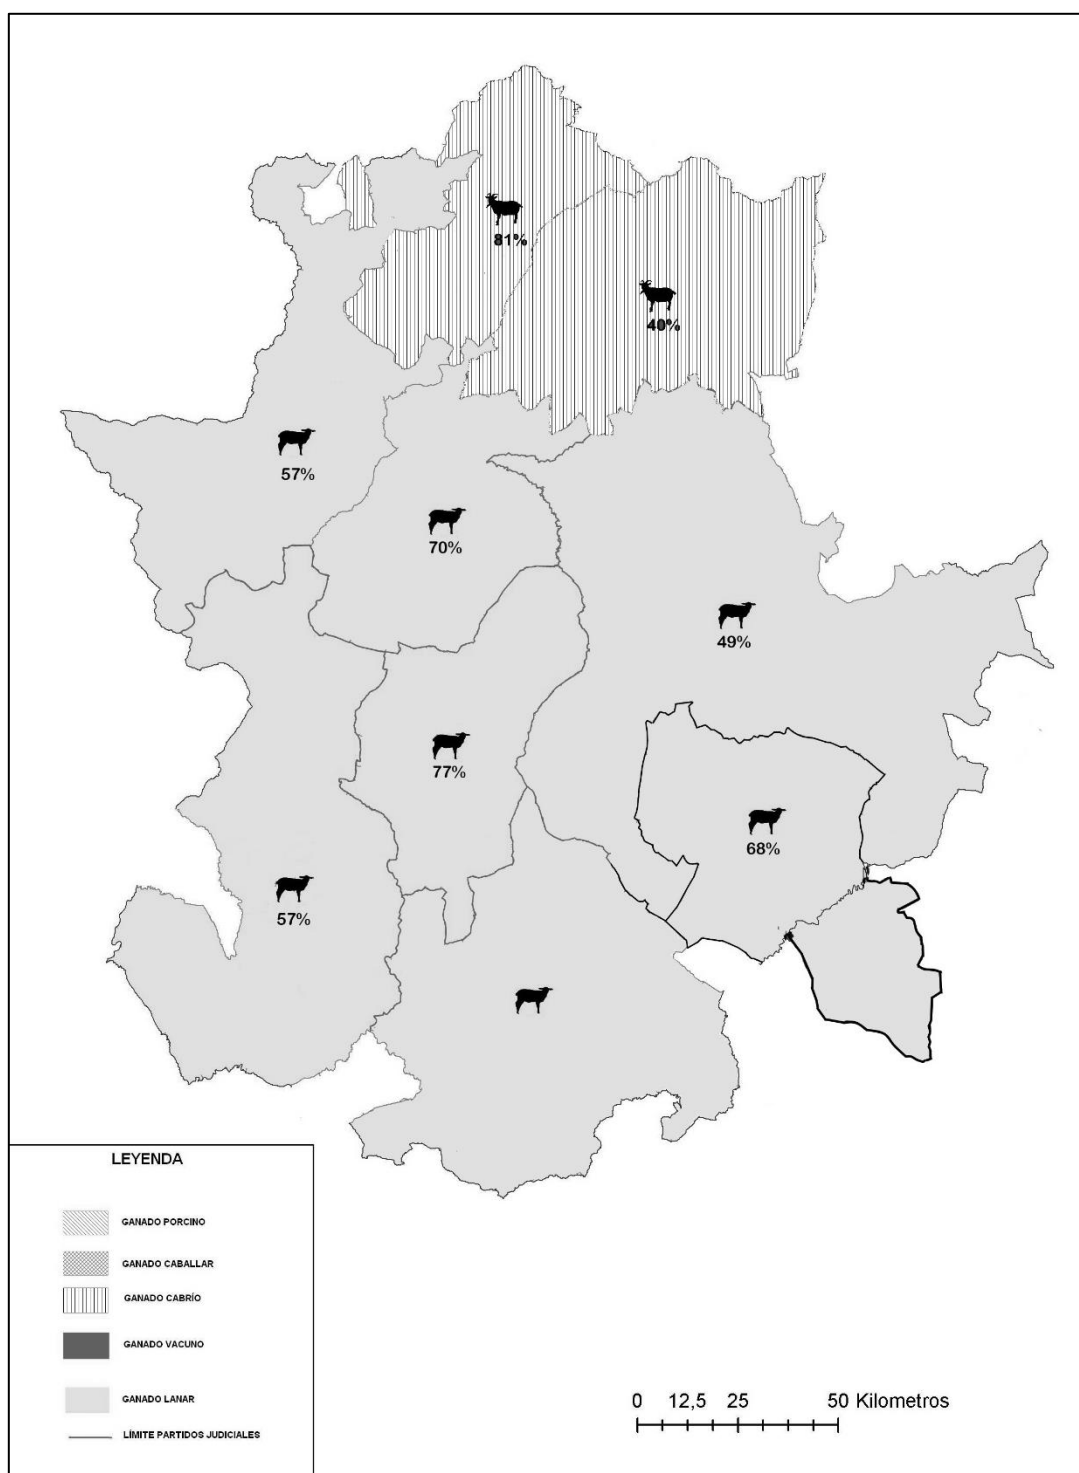 81%
40%
57%
70%
49%
77%
68%
57%
LEYENDA
GANADO PORCINO
GANADO CABALLAR
GANADO CABRÍO
GANADO VACUNO
GANADO LANAR
LÍMITE PARTIDOS JUDICIALES
0 12,5 25 50 Kilometros